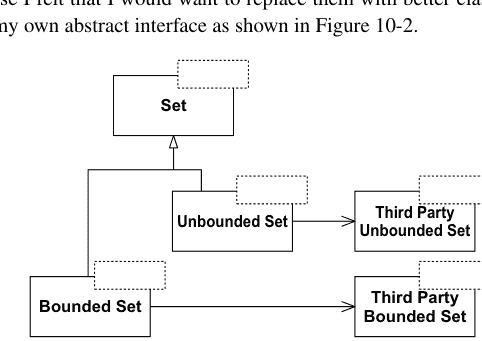 se I felt that I would want to replace them with better cla
my own abstract interface as shown in Figure 10-2.
Set
Unbounded Set
Third Party
Unbounded Set
Bounded Set
Third Party
Bounded Set